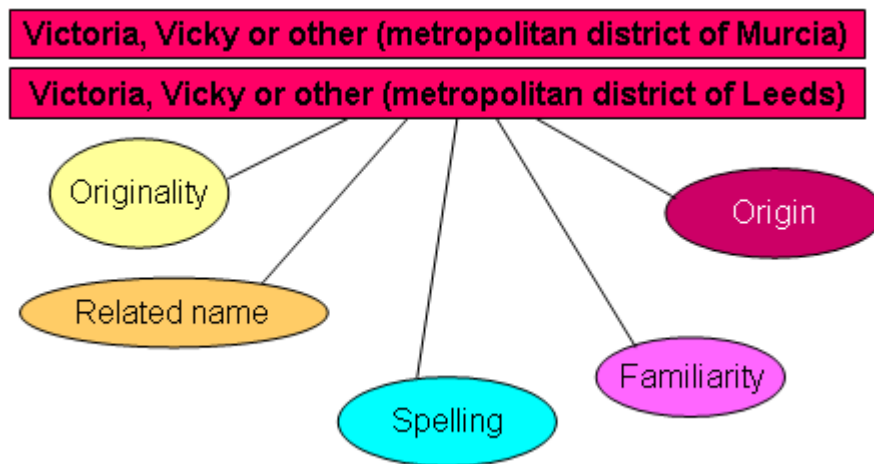 Victoria, Vicky or other (metropolitan district of Murcia)
Victoria, Vicky or other (metropolitan district of Leeds)
Originality
Origin
Related name
Familiarity
Spelling